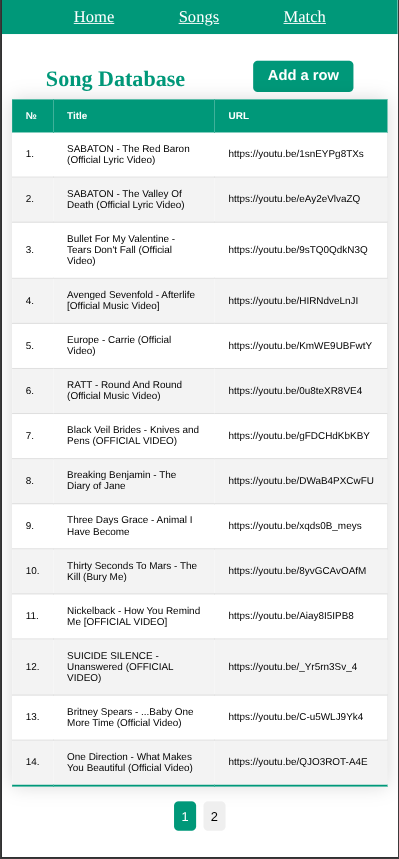 Home Songs Match
Song Database
Add a row
№ Title URL
1. SABATON - The Red Baron
(Official Lyric Video) https://youtu.be/1snEYPg8TXs
2. SABATON - The Valley Of
Death (Official Lyric Video) https://youtu.be/eAy2eVlvaZQ
3. Bullet For My Valentine -
Tears Don't Fall (Official
Video) https://youtu.be/9sTQ0QdkN3Q
4. Avenged Sevenfold - Afterlife
[Official Music Video] https://youtu.be/HIRNdveLnJI
5. Europe - Carrie (Official
Video) https://youtu.be/KmWE9UBFwtY
6. RATT - Round And Round
(Official Music Video) https://youtu.be/0u8teXR8VE4
7. Black Veil Brides - Knives and
Pens (OFFICIAL VIDEO) https://youtu.be/gFDCHdKbKBY
8. Breaking Benjamin - The
Diary of Jane https://youtu.be/DWaB4PXCwFU
9. Three Days Grace - Animal I
Have Become https://youtu.be/xqds0B_meys
10. Thirty Seconds To Mars - The
Kill (Bury Me) https://youtu.be/8yvGCAvOAfM
11. Nickelback - How You Remind
Me [OFFICIAL VIDEO] https://youtu.be/Aiay8I5IPB8
12. SUICIDE SILENCE -
Unanswered (OFFICIAL
VIDEO) https://youtu.be/_Yr5rn3Sv_4
13. Britney Spears - ...Baby One
More Time (Official Video) https://youtu.be/C-u5WLJ9Yk4
14. One Direction - What Makes
You Beautiful (Official Video) https://youtu.be/QJO3ROT-A4E
1 2